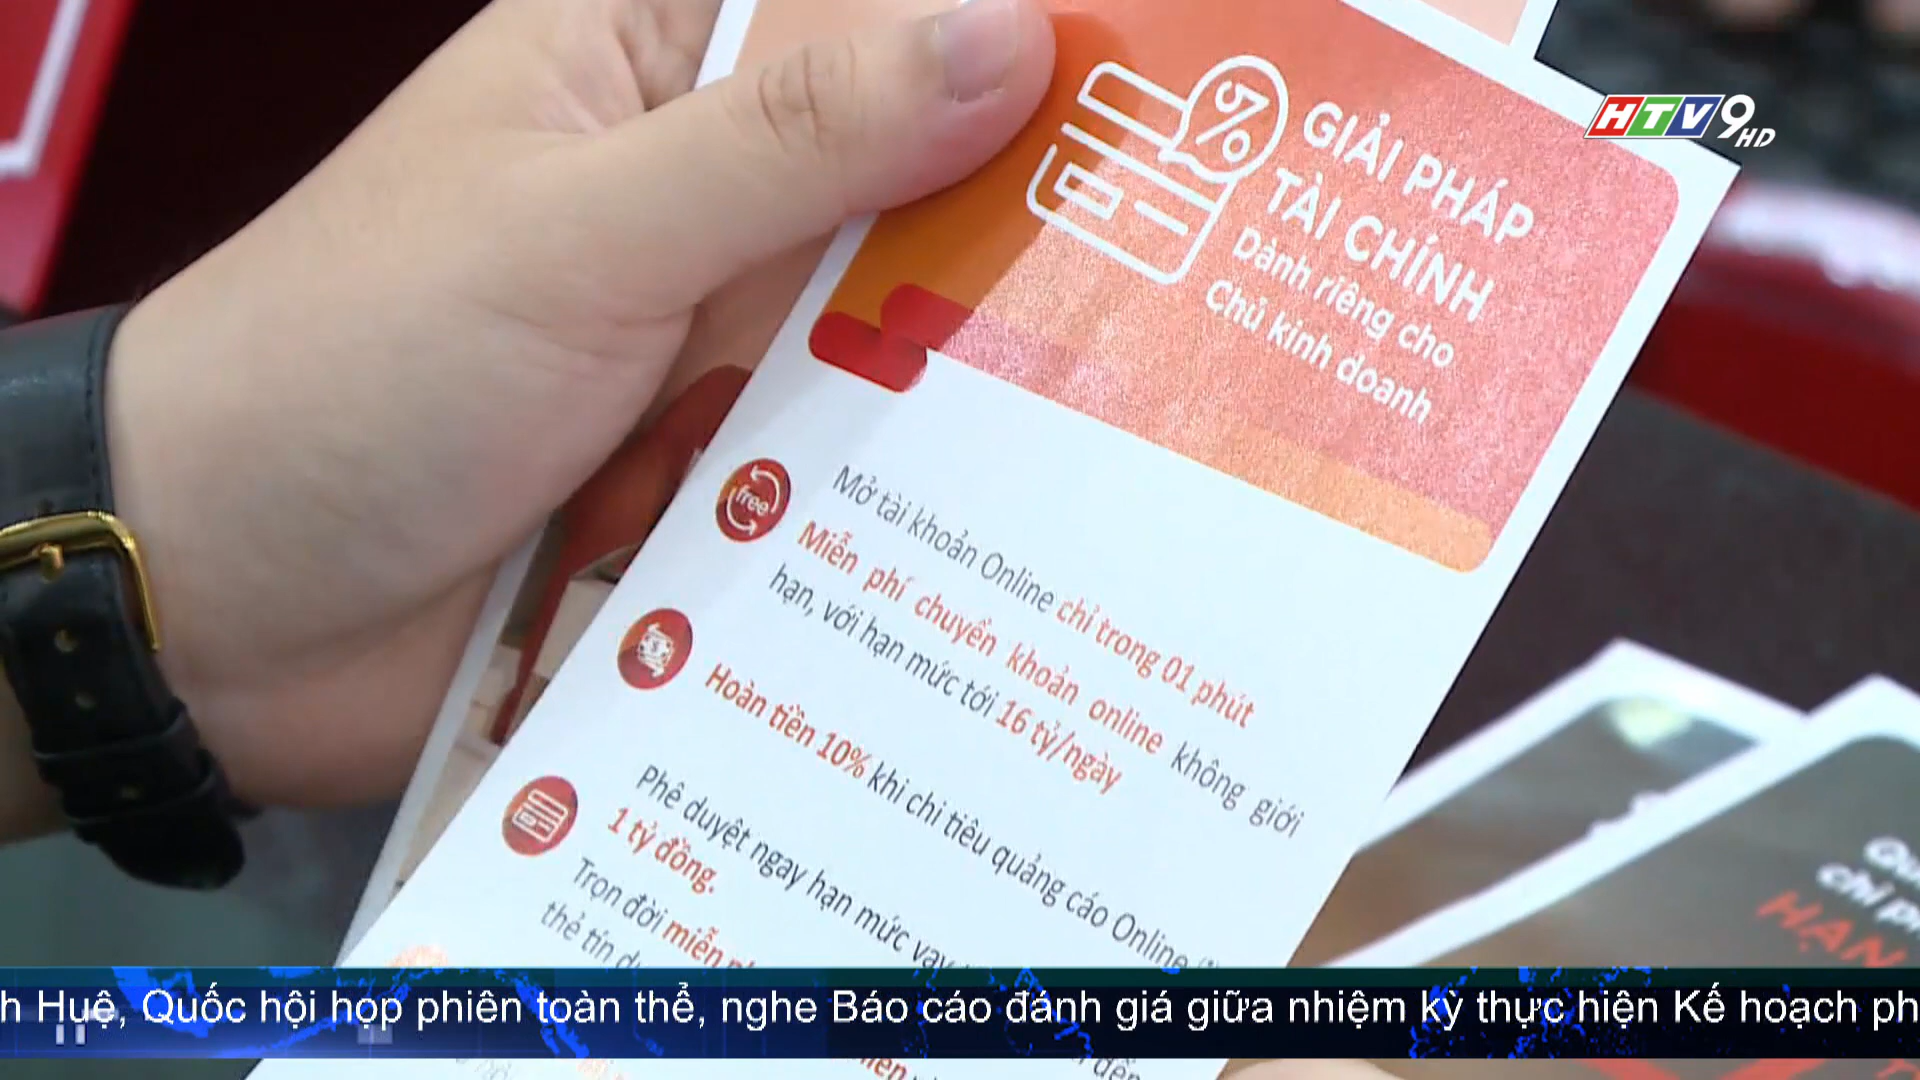 HTV9
HD
%
GIẢI PHÁP
TÀI CHÍNH
Dành riêng cho
Chủ kinh doanh
free
Mở tài khoản Online chỉ trong 01 phút
Miễn phí chuyển khoản online không giới
hạn, với hạn mức tới 16 tỷ/ngày
Hoàn tiền 10% khi chi tiêu quảng cáo Online
Phê duyệt ngay hạn mức vay
1 tỷ đồng.
Trọn đời miễn
thẻ tín
chi
HẠN
h Huệ, Quốc hội họp phiên toàn thể, nghe Báo cáo đánh giá giữa nhiệm kỳ thực hiện Kế hoạch ph